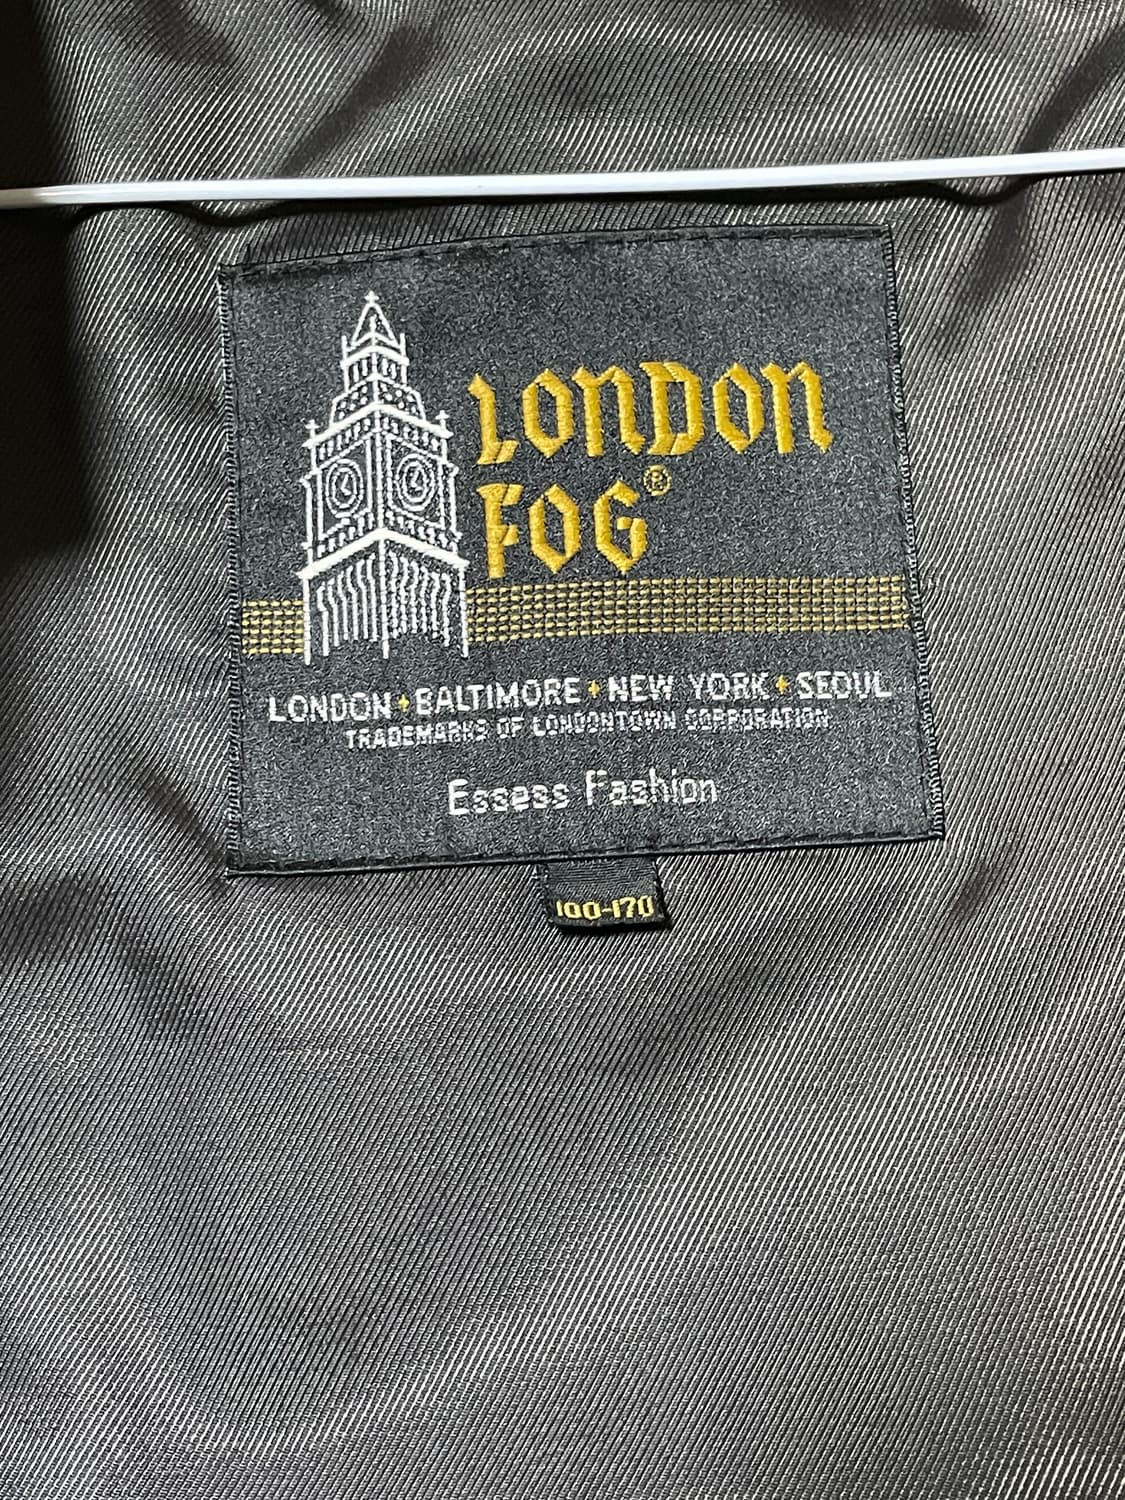 LONDON
FOG®
LONDON ♦ BALTIMORE ♦ NEW YORK ♦ SEOUL
TRADEMARKS OF LONDONTOWN CORPORATION
Essess Fashion
100-170